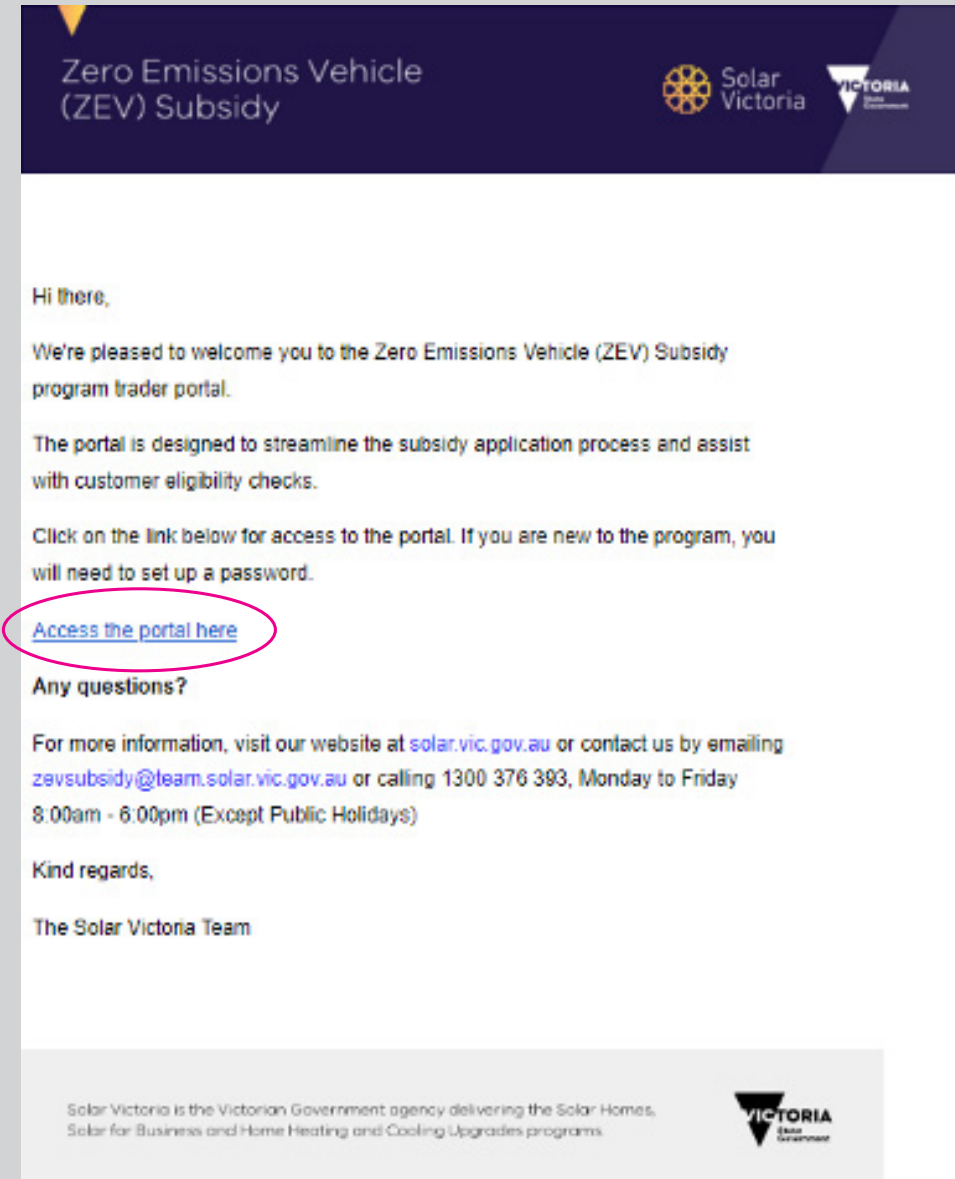 Zero Emissions Vehicle
(ZEV) Subsidy
Solar
Victoria
VICTORIA
State
Government
Hi there,
We're pleased to welcome you to the Zero Emissions Vehicle (ZEV) Subsidy
program trader portal.
The portal is designed to streamline the subsidy application process and assist
with customer eligibility checks.
Click on the link below for access to the portal. If you are new to the program, you
will need to set up a password.
Access the portal here
Any questions?
For more information, visit our website at solar.vic.gov.au or contact us by emailing
zevsubsidy@team.solar.vic.gov.au or calling 1300 376 393, Monday to Friday
8:00am - 6:00pm (Except Public Holidays)
Kind regards,
The Solar Victoria Team
Solar Victoria is the Victorian Government agency delivering the Solar Homes,
Solar for Business and Home Heating and Cooling Upgrades programs.
VICTORIA
State
Government